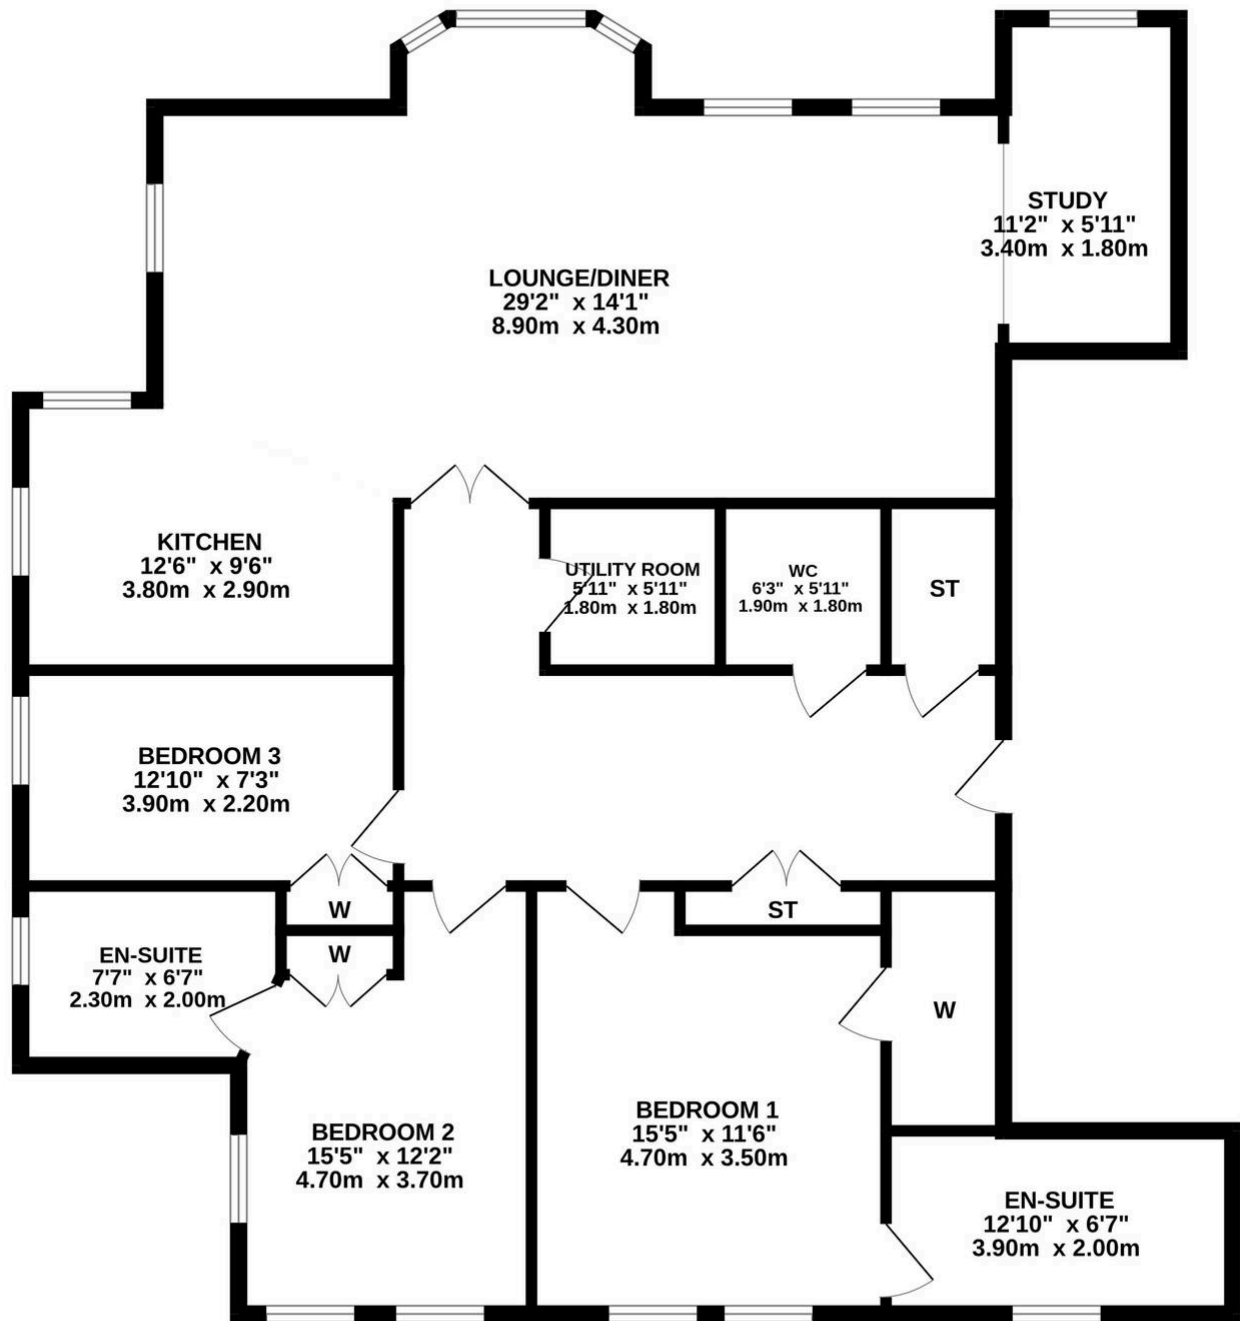 STUDY
11'2" x 5'11"
3.40m x 1.80m
LOUNGE/DINER
29'2" x 14'1"
8.90m x 4.30m
KITCHEN
12'6" x 9'6"
3.80m x 2.90m
UTILITY ROOM
5'11" x 5'11"
1.80m x 1.80m
WC
6'3" x 5'11"
1.90m x 1.80m
ST
BEDROOM 3
12'10" x 7'3"
3.90m x 2.20m
W
ST
EN-SUITE
7'7" x 6'7"
2.30m x 2.00m
W
W
BEDROOM 2
15'5" x 12'2"
4.70m x 3.70m
BEDROOM 1
15'5" x 11'6"
4.70m x 3.50m
EN-SUITE
12'10" x 6'7"
3.90m x 2.00m